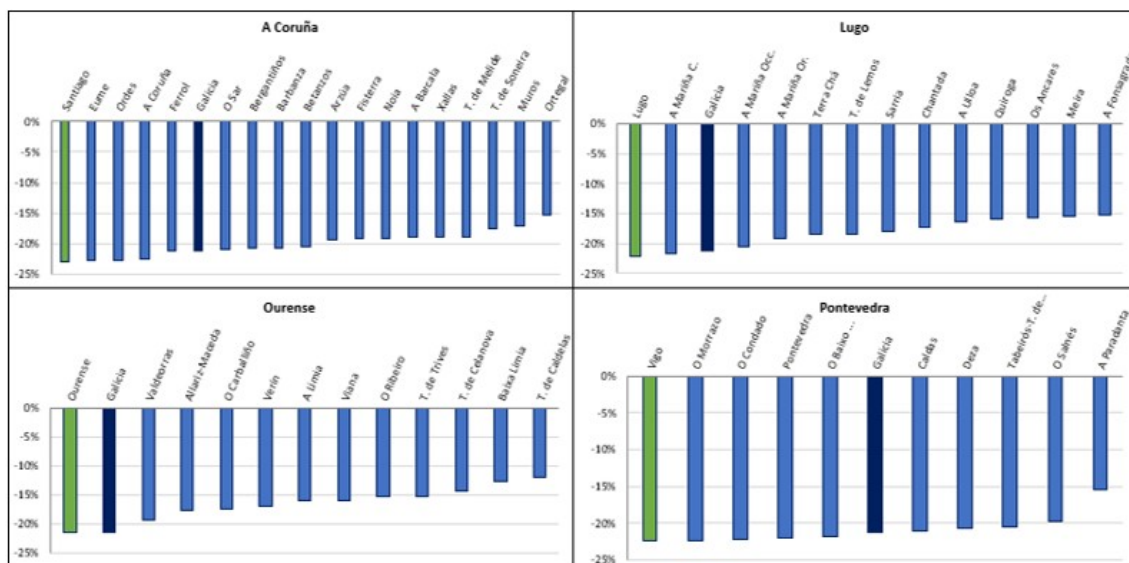 A Coruña
Santiago
Eume
Ordes
A Coruña
Ferrol
Galicia
O Sar
Bergantiños
Barbanza
Betanzos
Arzúa
Fisterra
Noia
A Barcala
Xallas
T. de Melide
T. de Soneira
Muros
Ortegal
0%
-5%
-10%
-15%
-20%
-25%
Lugo
Lugo
A Mariña C.
Galicia
A Mariña Occ.
A Mariña Or.
Terra Chá
T. de Lemos
Sarria
Chantada
A Ulloa
Quiroga
Os Ancares
Meira
A Fonsagrada
0%
-5%
-10%
-15%
-20%
-25%
Ourense
Ourense
Galicia
Valdeorras
Allariz-Maceda
O Carballiño
Verín
A Limia
Viana
O Ribeiro
T. de Trives
T. de Celanova
Baixa Limia
T. de Caldelas
0%
-5%
-10%
-15%
-20%
-25%
Pontevedra
Vigo
O Morrazo
O Condado
Pontevedra
O Baixo ...
Galicia
Caldas
Deza
Tabeirós-T. de...
O Salnés
A Paradanta
0%
-5%
-10%
-15%
-20%
-25%